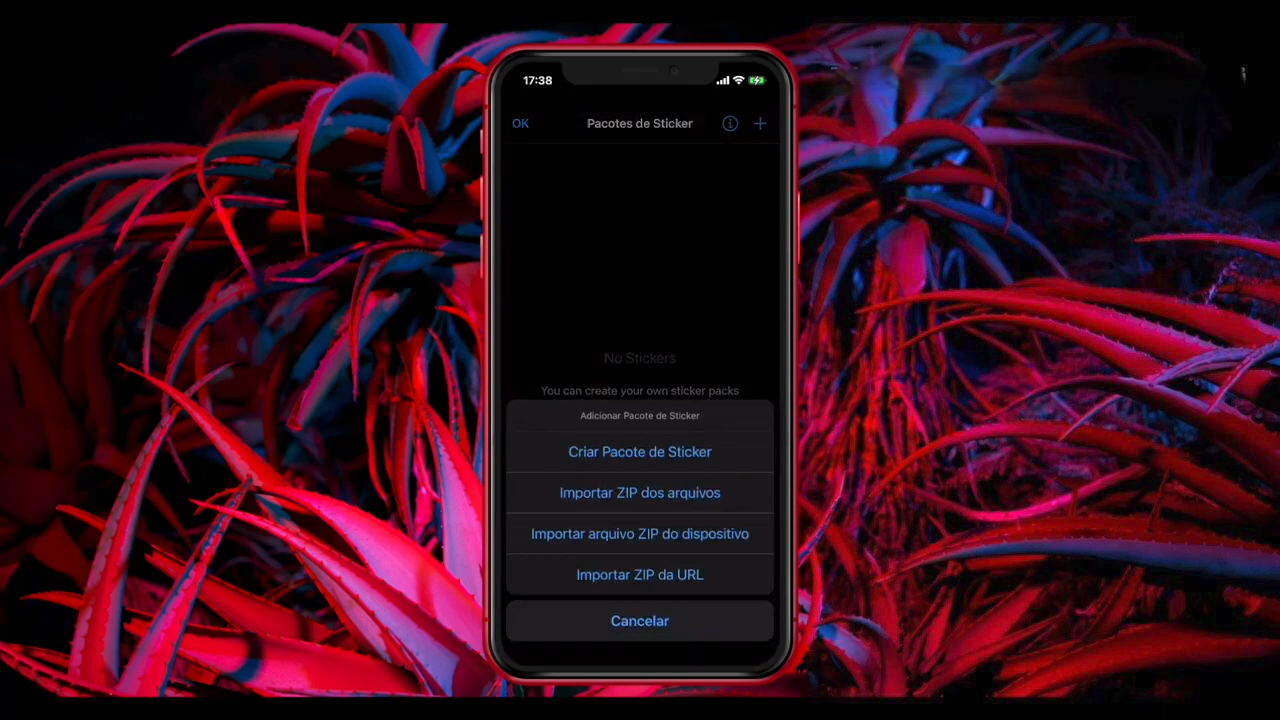 17:38
OK
Pacotes de Sticker
No Stickers
You can create your own sticker packs
Adicionar Pacote de Sticker
Criar Pacote de Sticker
Importar ZIP dos arquivos
Importar arquivo ZIP do dispositivo
Importar ZIP da URL
Cancelar